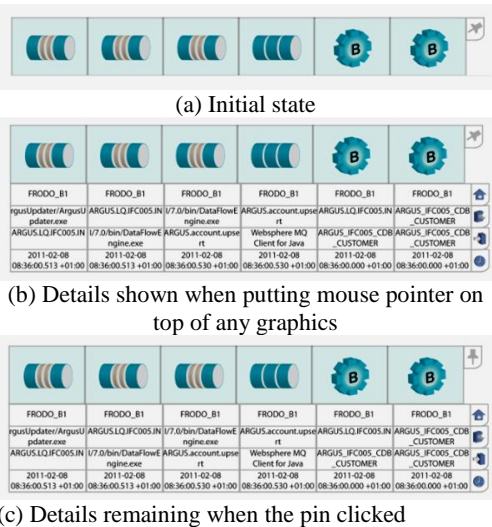 B B
(a) Initial state
B B
FRODO_B1 FRODO_B1 FRODO_B1 FRODO_B1 FRODO_B1 FRODO_B1
rgusUpdater/ArgusU ARGUS.LQ.IFC005.IN I/7.0/bin/DataFlowE ARGUS.account.upse ARGUS.LQ.IFC005.IN ARGUS_IFC005_CDB
pdater.exe ngine.exe rt _CUSTOMER
ARGUS.LQ.IFC005.IN I/7.0/bin/DataFlowE ARGUS.account.upse Websphere MQ ARGUS_IFC005_CDB ARGUS_IFC005_CDB
ngine.exe rt Client for Java _CUSTOMER _CUSTOMER
2011-02-08 2011-02-08 2011-02-08 2011-02-08 2011-02-08 2011-02-08
08:36:00.513 +01:00 08:36:00.513 +01:00 08:36:00.530 +01:00 08:36:00.530 +01:00 08:36:00.000 +01:00 08:36:00.000 +01:00
(b) Details shown when putting mouse pointer on
top of any graphics
B B
FRODO_B1 FRODO_B1 FRODO_B1 FRODO_B1 FRODO_B1 FRODO_B1
rgusUpdater/ArgusU ARGUS.LQ.IFC005.IN I/7.0/bin/DataFlowE ARGUS.account.upse ARGUS.LQ.IFC005.IN ARGUS_IFC005_CDB
pdater.exe ngine.exe rt _CUSTOMER
ARGUS.LQ.IFC005.IN I/7.0/bin/DataFlowE ARGUS.account.upse Websphere MQ ARGUS_IFC005_CDB ARGUS_IFC005_CDB
ngine.exe rt Client for Java _CUSTOMER _CUSTOMER
2011-02-08 2011-02-08 2011-02-08 2011-02-08 2011-02-08 2011-02-08
08:36:00.513 +01:00 08:36:00.513 +01:00 08:36:00.530 +01:00 08:36:00.530 +01:00 08:36:00.000 +01:00 08:36:00.000 +01:00
(c) Details remaining when the pin clicked